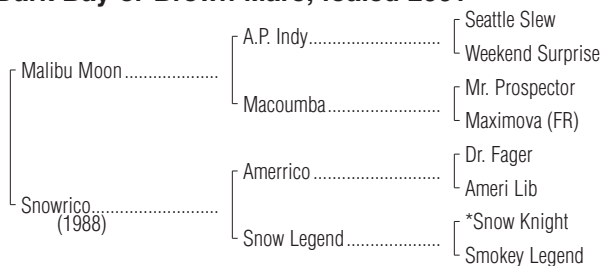 Dark Bay or Brown Mare; foaled 2001
Seattle Slew
A.P. Indy
Weekend Surprise
Malibu Moon
Mr. Prospector
Macoumba
Maximova (FR)
Dr. Fager
Amerrico
Ameri Lib
Snowrico
(1988)
*Snow Knight
Snow Legend
Smokey Legend